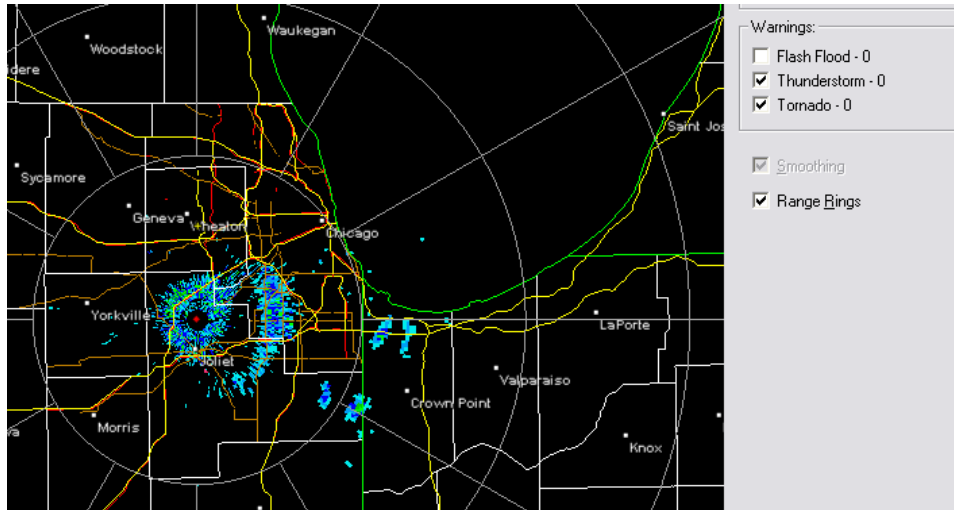 Waukegan
Woodstock
idere
Saint Jos
Sycamore
Geneva
Wheaton
Chicago
Yorkville
LaPorte
Joliet
Valparaiso
Crown Point
Morris
va
Knox
Warnings:
Flash Flood - 0
Thunderstorm - 0
Tornado - 0
Smoothing
Range Rings